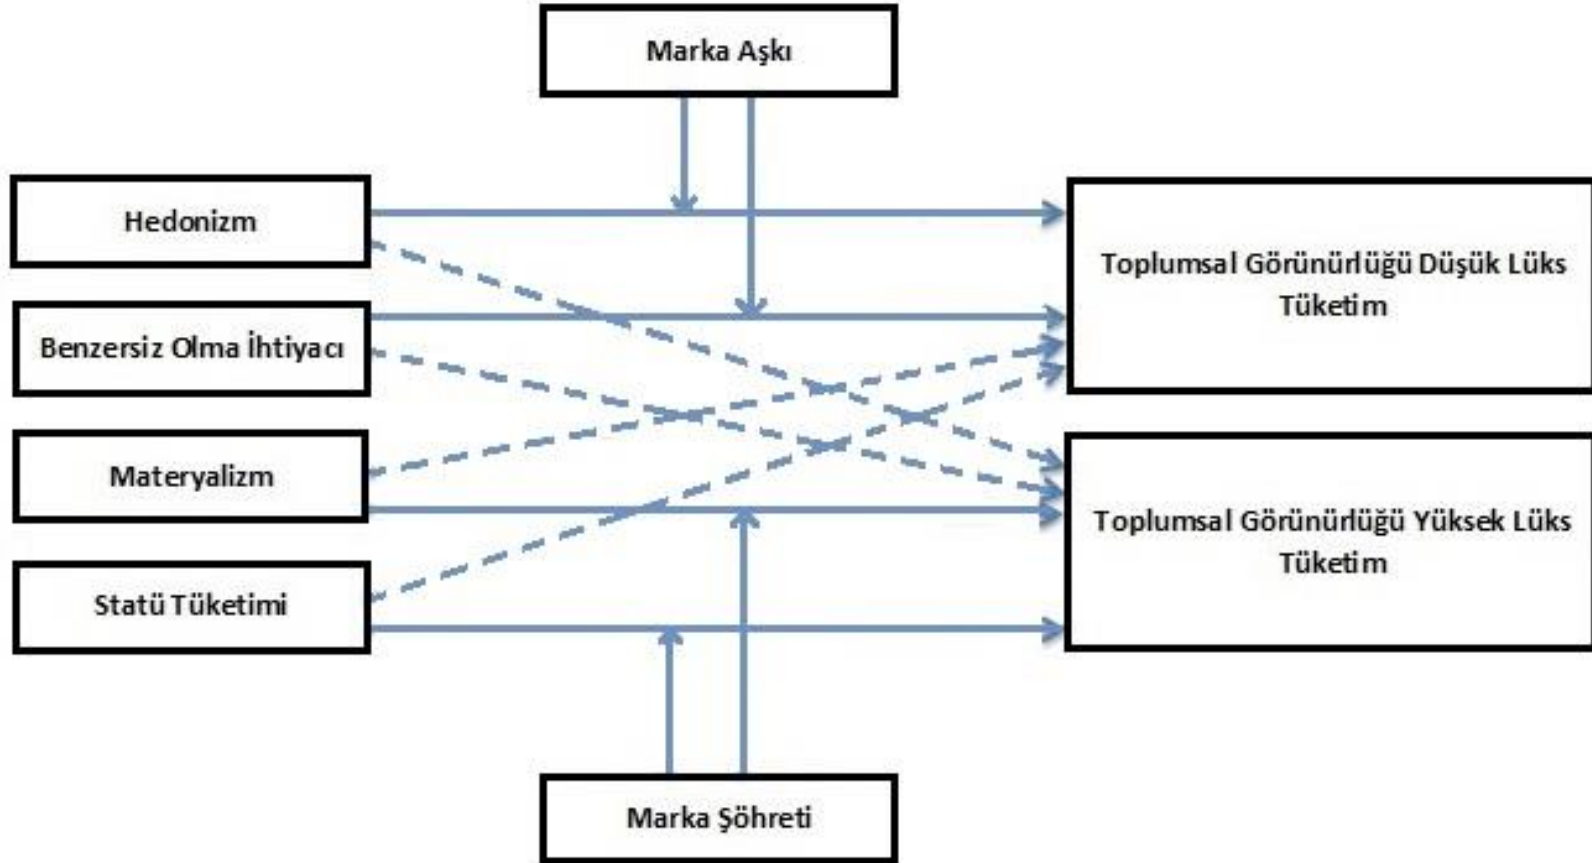 Marka Aşkı
Hedonizm
Benzersiz Olma İhtiyacı
Materyalizm
Statü Tüketimi
Toplumsal Görünürlüğü Düşük Lüks
Tüketim
Toplumsal Görünürlüğü Yüksek Lüks
Tüketim
Marka Şöhreti